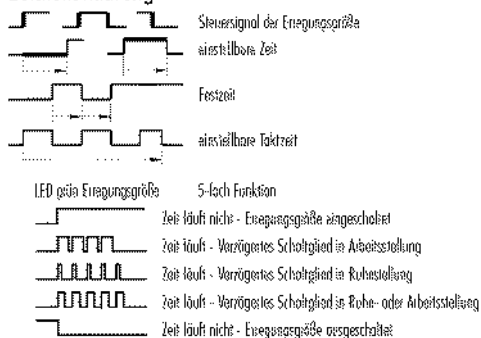 Steuersignal der Erregungsgröße
einstellbare Zeit
Festzeit
einstellbare Taktzeit
LED grün Erregungsgröße 5-fach Funktion
Zeit läuft nicht - Erregungsgröße eingeschaltet
Zeit läuft - Verzögertes Schaltglied in Arbeitsstellung
Zeit läuft - Verzögertes Schaltglied in Ruhestellung
Zeit läuft - Verzögertes Schaltglied in Ruhe- oder Arbeitsstellung
Zeit läuft nicht - Erregungsgröße ausgeschaltet